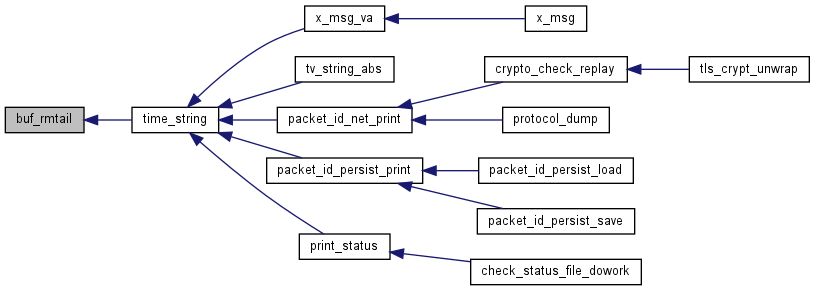 x_msg_va
x_msg
tv_string_abs
crypto_check_replay
tls_crypt_unwrap
buf_rmtail
time_string
packet_id_net_print
protocol_dump
packet_id_persist_print
packet_id_persist_load
packet_id_persist_save
print_status
check_status_file_dowork